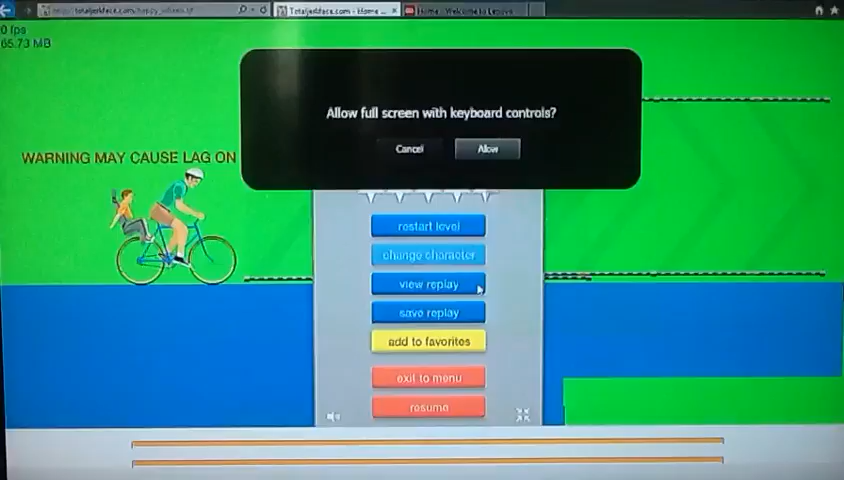 Totaljerkface.com - Home ...
Home - Welcome to Lenovo
0 fps
65.73 MB
Allow full screen with keyboard controls?
Cancel
Allow
WARNING MAY CAUSE LAG ON
restart level
change character
view replay
save replay
add to favorites
exit to menu
resume